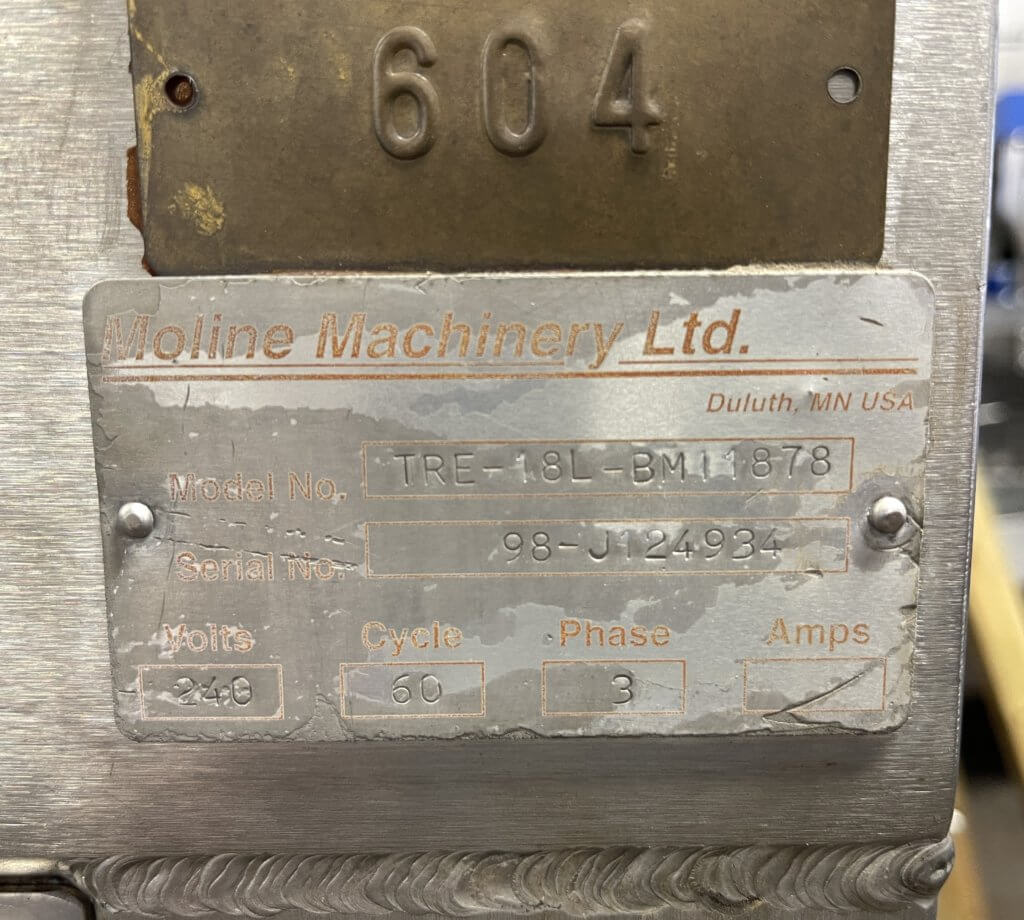 604
Moline Machinery Ltd.
Duluth, MN USA
Model No. TRE-18L-BM11878
Serial No. 98-J124934
Volts Cycle Phase Amps
240 60 3